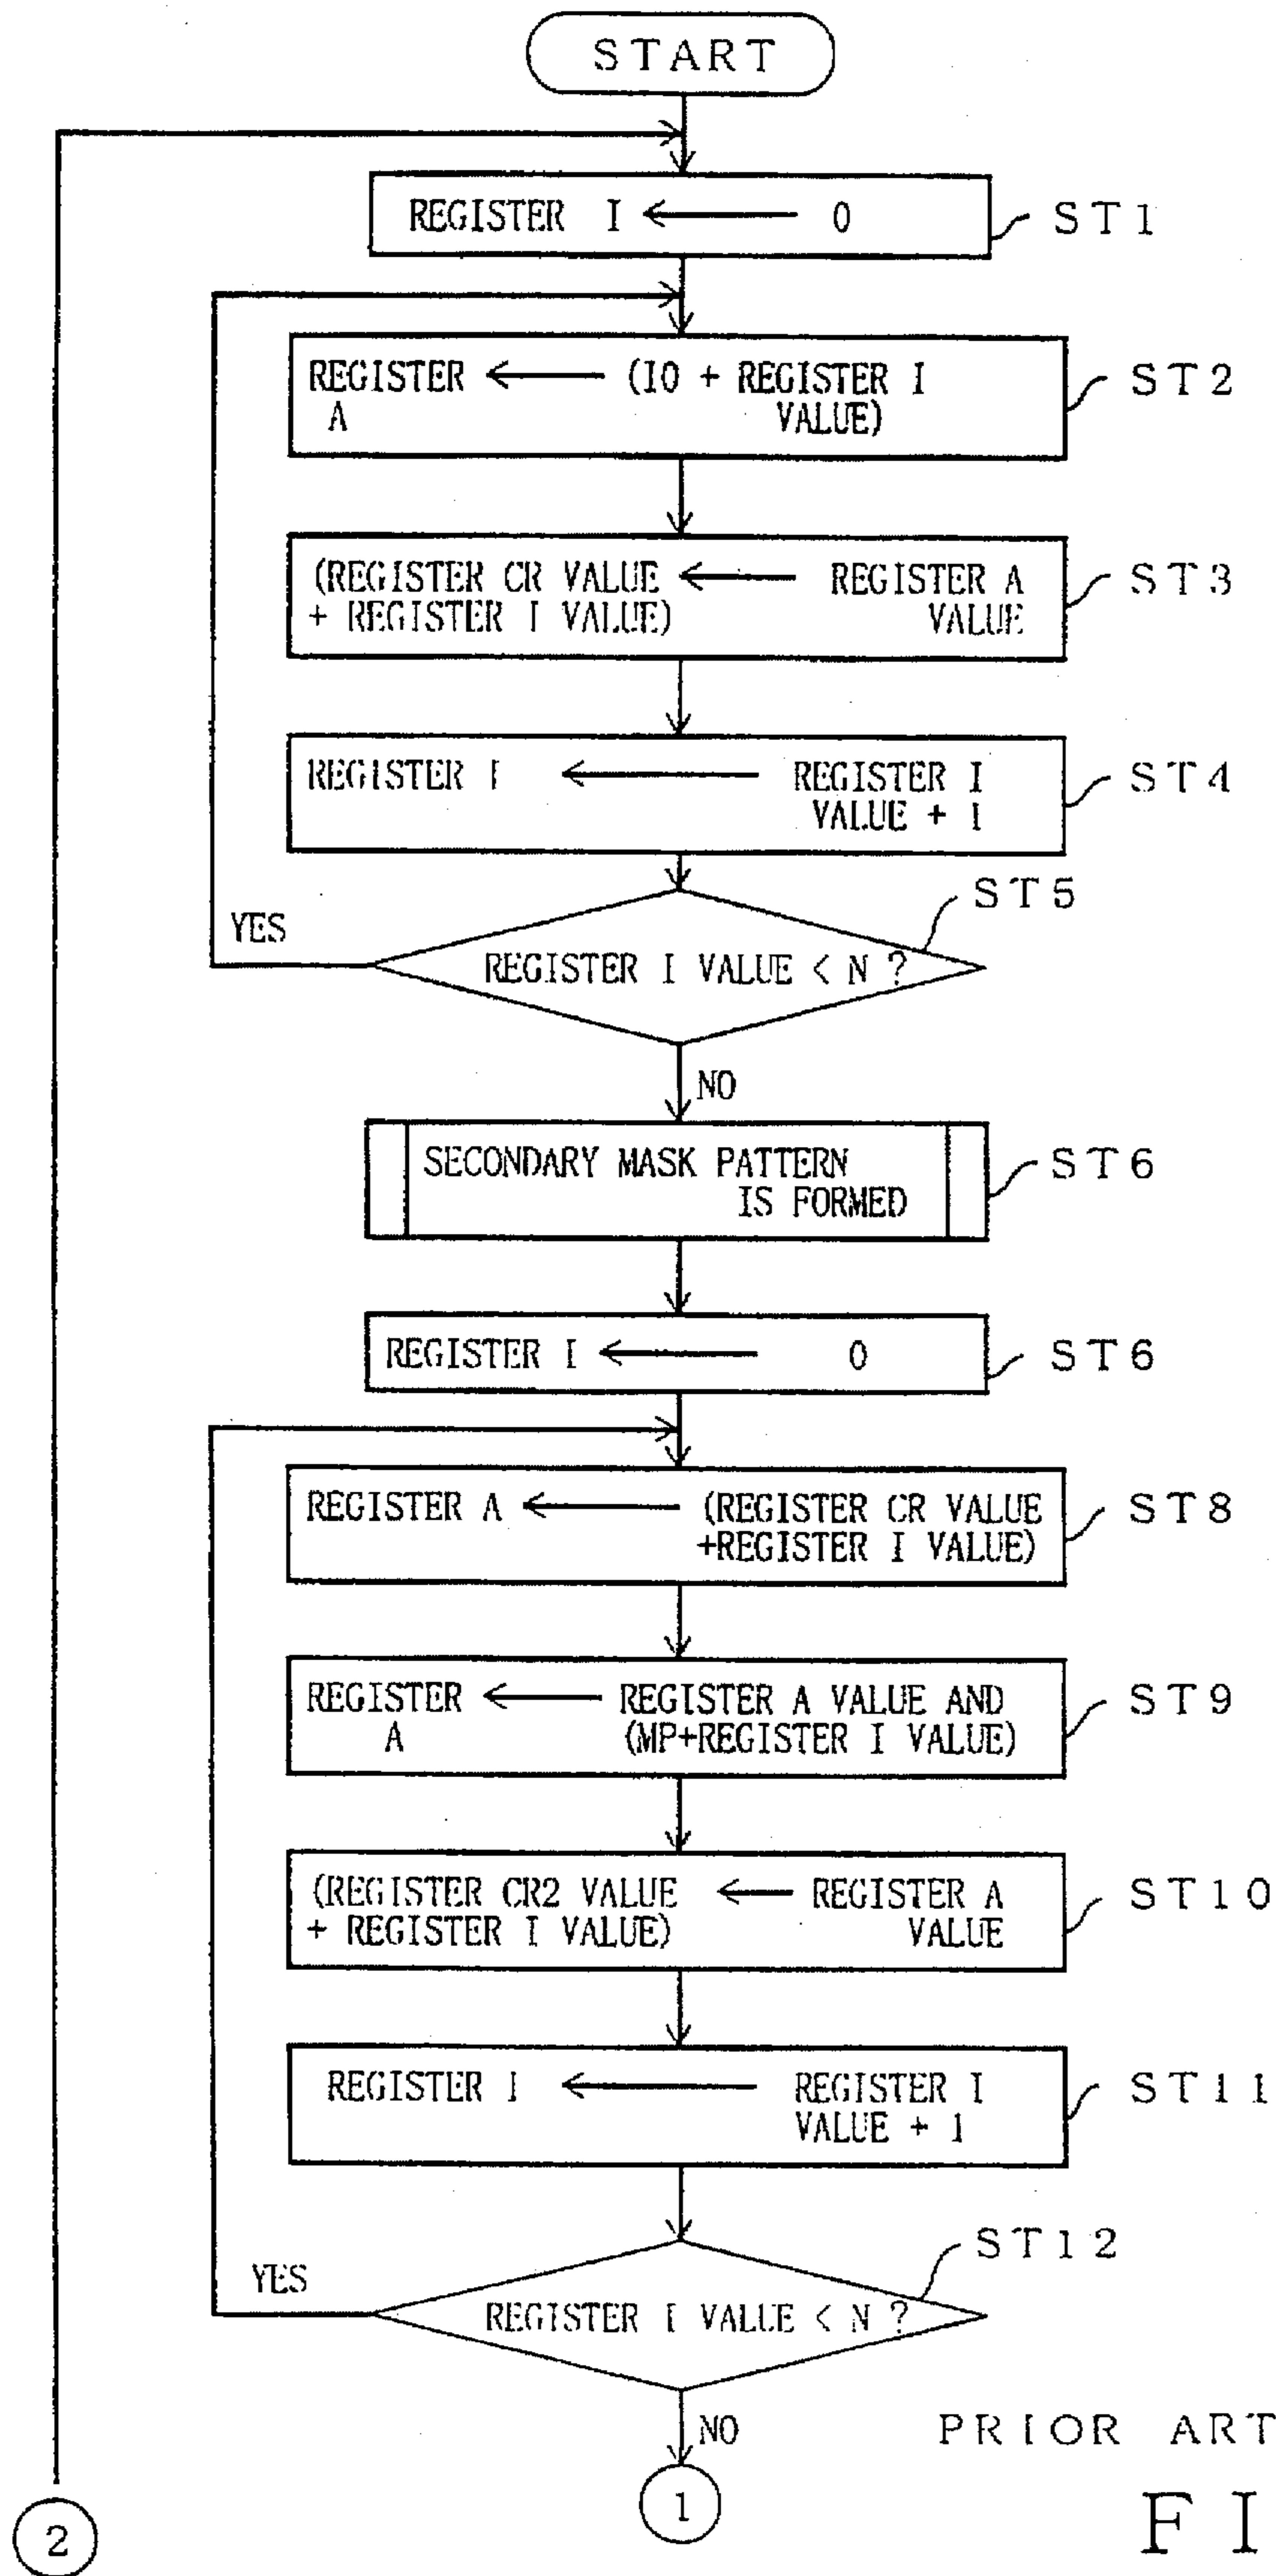 START
REGISTER I ← 0
ST1
REGISTER ← (IO + REGISTER I
A VALUE)
ST2
(REGISTER CR VALUE ← REGISTER A
+ REGISTER I VALUE) VALUE
ST3
REGISTER I ← REGISTER I
VALUE + 1
ST4
ST5
YES
REGISTER I VALUE < N ?
NO
SECONDARY MASK PATTERN
IS FORMED
ST6
REGISTER I ← 0
ST6
REGISTER A ← (REGISTER CR VALUE
+REGISTER I VALUE)
ST8
REGISTER ← REGISTER A VALUE AND
A (MP+REGISTER I VALUE)
ST9
(REGISTER CR2 VALUE ← REGISTER A
+ REGISTER I VALUE) VALUE
ST10
REGISTER I ← REGISTER I
VALUE + 1
ST11
ST12
YES
REGISTER I VALUE < N ?
NO
PRIOR ART
1
2
FI